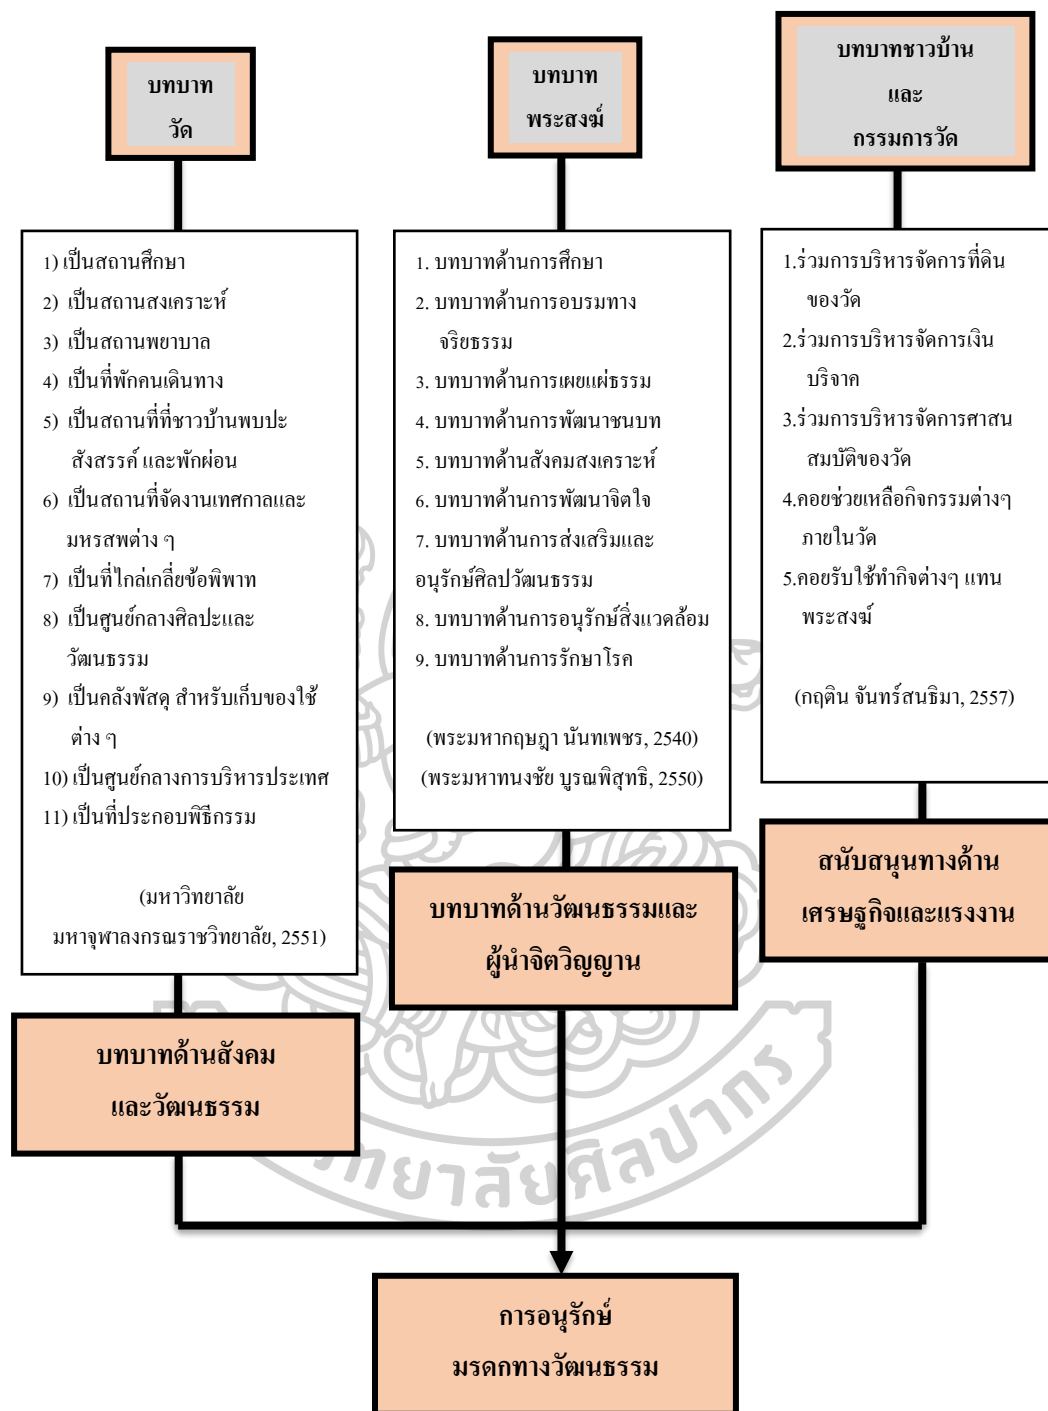 บทบาท
วัด
1) เป็นสถานศึกษา
2) เป็นสถานสงเคราะห์
3) เป็นสถานพยาบาล
4) เป็นที่พักคนเดินทาง
5) เป็นสถานที่ที่ชาวบ้านพบปะ
สังสรรค์ และพักผ่อน
6) เป็นสถานที่จัดงานเทศกาลและ
มหรสพต่าง ๆ
7) เป็นที่ไกล่เกลี่ยข้อพิพาท
8) เป็นศูนย์กลางศิลปะและ
วัฒนธรรม
9) เป็นคลังพัสดุ สำหรับเก็บของใช้
ต่าง ๆ
10) เป็นศูนย์กลางการบริหารประเทศ
11) เป็นที่ประกอบพิธีกรรม
(มหาวิทยาลัย
มหาจุฬาลงกรณราชวิทยาลัย, 2551)
บทบาทด้านสังคม
และวัฒนธรรม
บทบาท
พระสงฆ์
1. บทบาทด้านการศึกษา
2. บทบาทด้านการอบรมทาง
จริยธรรม
3. บทบาทด้านการเผยแผ่ธรรม
4. บทบาทด้านการพัฒนาชนบท
5. บทบาทด้านสังคมสงเคราะห์
6. บทบาทด้านการพัฒนาจิตใจ
7. บทบาทด้านการส่งเสริมและ
อนุรักษ์ศิลปวัฒนธรรม
8. บทบาทด้านการอนุรักษ์สิ่งแวดล้อม
9. บทบาทด้านการรักษาโรค
(พระมหากฤษฎา นันทเพชร, 2540)
(พระมหาทนงชัย บูรณพิสุทธิ, 2550)
บทบาทด้านวัฒนธรรมและ
ผู้นำจิตวิญญาน
บทบาทชาวบ้าน
และ
กรรมการวัด
1.ร่วมการบริหารจัดการที่ดิน
ของวัด
2.ร่วมการบริหารจัดการเงิน
บริจาค
3.ร่วมการบริหารจัดการศาสน
สมบัติของวัด
4.คอยช่วยเหลือกิจกรรมต่างๆ
ภายในวัด
5.คอยรับใช้ทำกิจต่างๆ แทน
พระสงฆ์
(กฤติน จันทร์สนธิมา, 2557)
สนับสนุนทางด้าน
เศรษฐกิจและแรงงาน
การอนุรักษ์
มรดกทางวัฒนธรรม
ทยาลัยศิลปากร